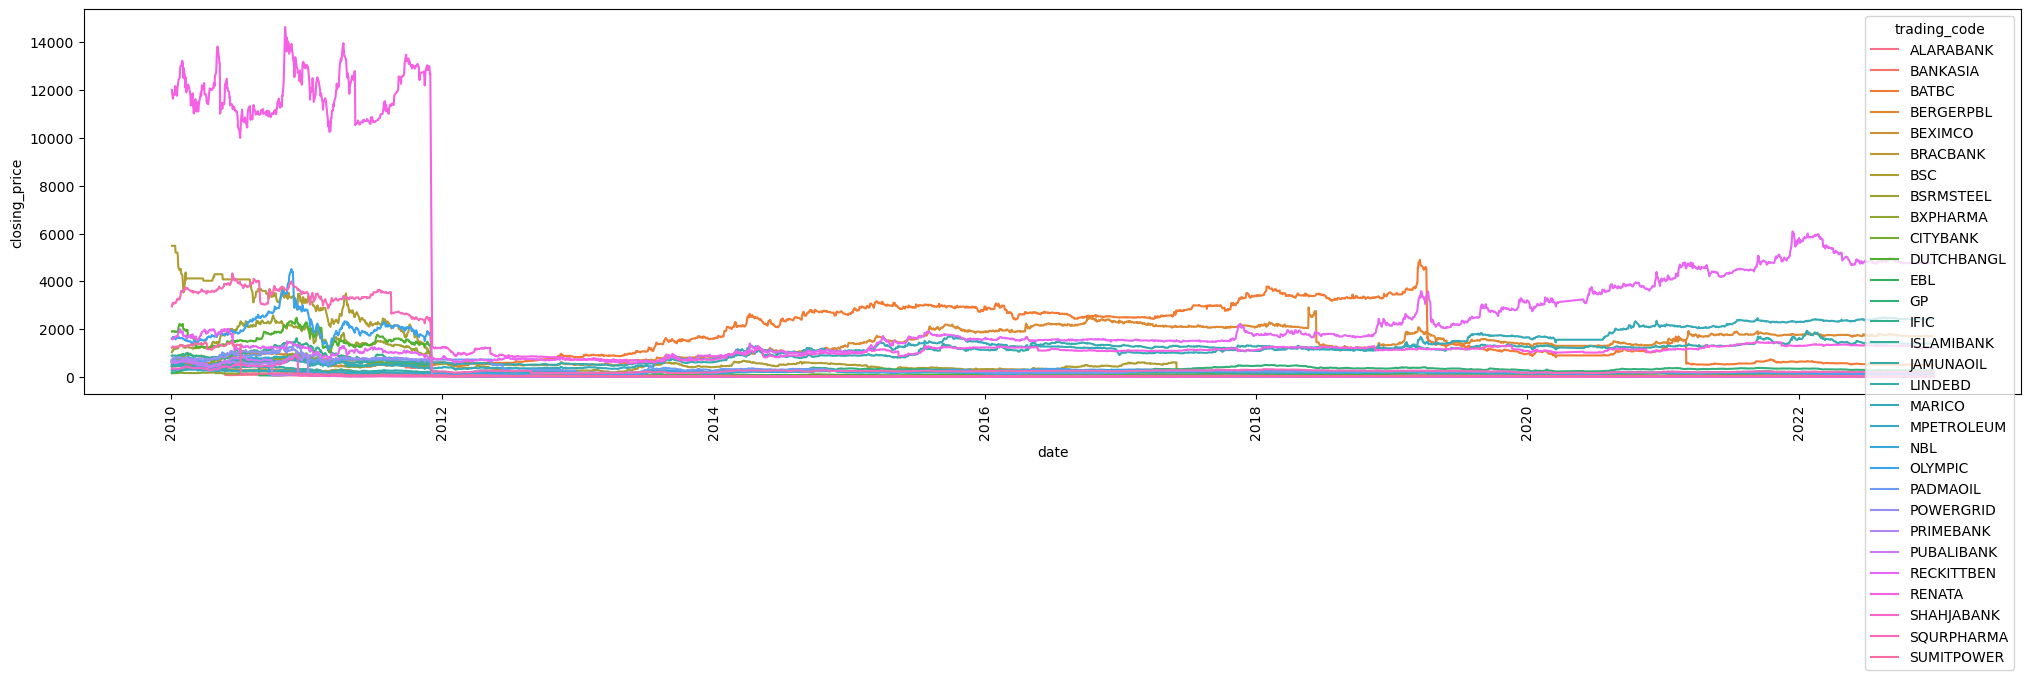 14000
12000
10000
8000
6000
4000
2000
0
closing_price
2010
2012
2014
2016
2018
2020
2022
date
trading_code
ALARABANK
BANKASIA
BATBC
BERGERPBL
BEXIMCO
BRACBANK
BSC
BSRMSTEEL
BXPHARMA
CITYBANK
DUTCHBANGL
EBL
GP
IFIC
ISLAMIBANK
JAMUNAOIL
LINDEBD
MARICO
MPETROLEUM
NBL
OLYMPIC
PADMAOIL
POWERGRID
PRIMEBANK
PUBALIBANK
RECKITTBEN
RENATA
SHAHJABANK
SQURPHARMA
SUMITPOWER